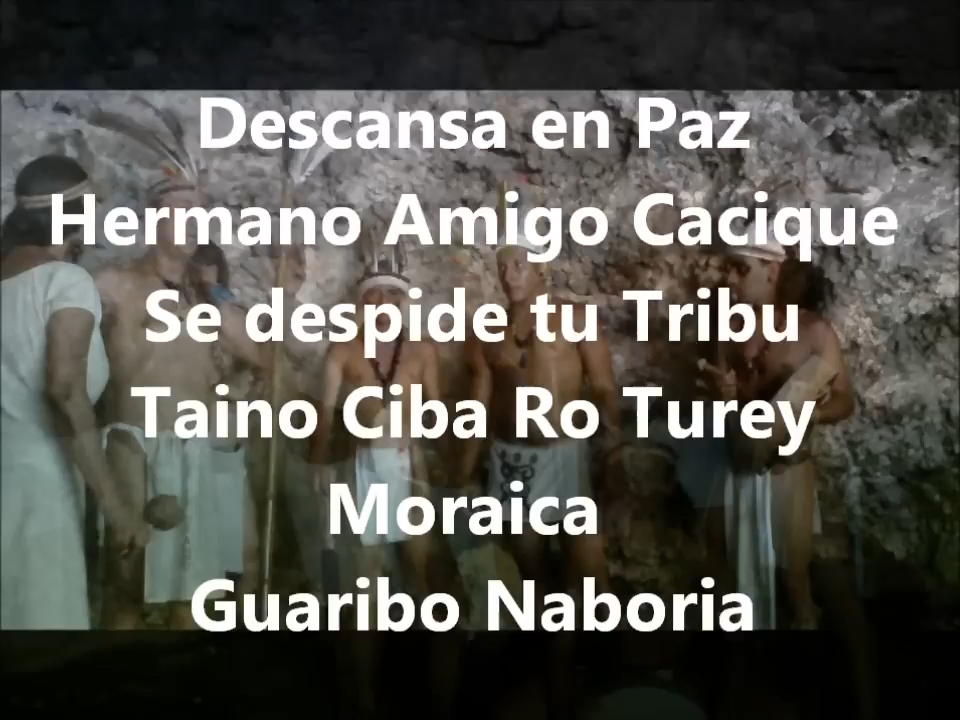 Descansa en Paz
Hermano Amigo Cacique
Se despide tu Tribu
Taino Ciba Ro Turey
Moraica
Guaribo Naboria